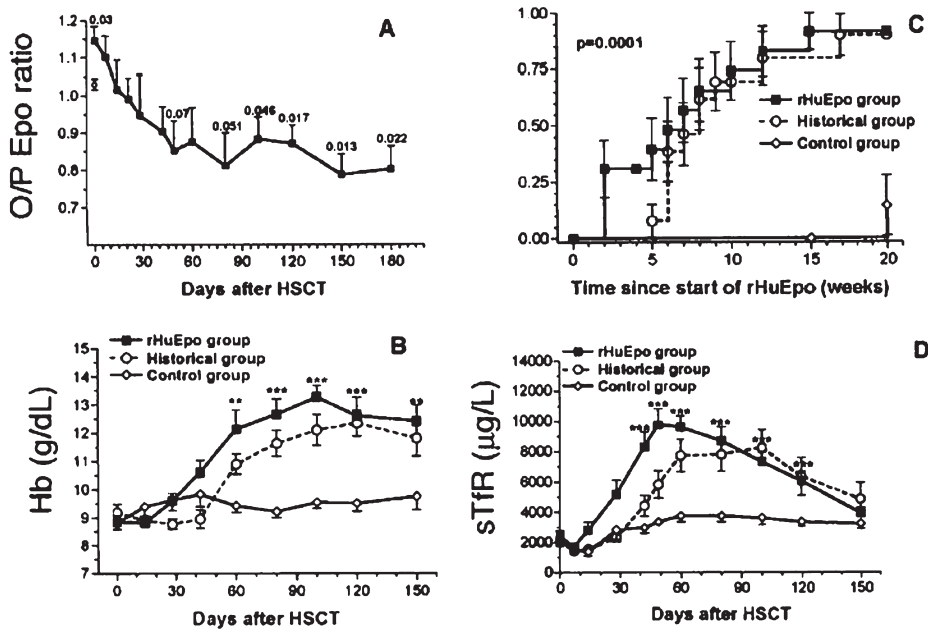 A
O/P Epo ratio
1.2
1.1
1.0
0.9
0.8
0.7
0.03
0.07
0.051
0.046
0.017
0.013
0.022
0 30 60 90 120 150 180
Days after HSCT
C
p=0.0001
1.00
0.75
0.50
0.25
0.00
rHuEpo group
Historical group
Control group
0 5 10 15 20
Time since start of rHuEpo (weeks)
B
rHuEpo group
Historical group
Control group
Hb (g/dL)
15
14
13
12
11
10
9
8
7
** *** *** *** **
0 30 60 90 120 150
Days after HSCT
D
rHuEpo group
Historical group
Control group
sTfR (µg/L)
14000
12000
10000
8000
6000
4000
2000
0
*** *** *** *** *** ***
0 30 60 90 120 150
Days after HSCT